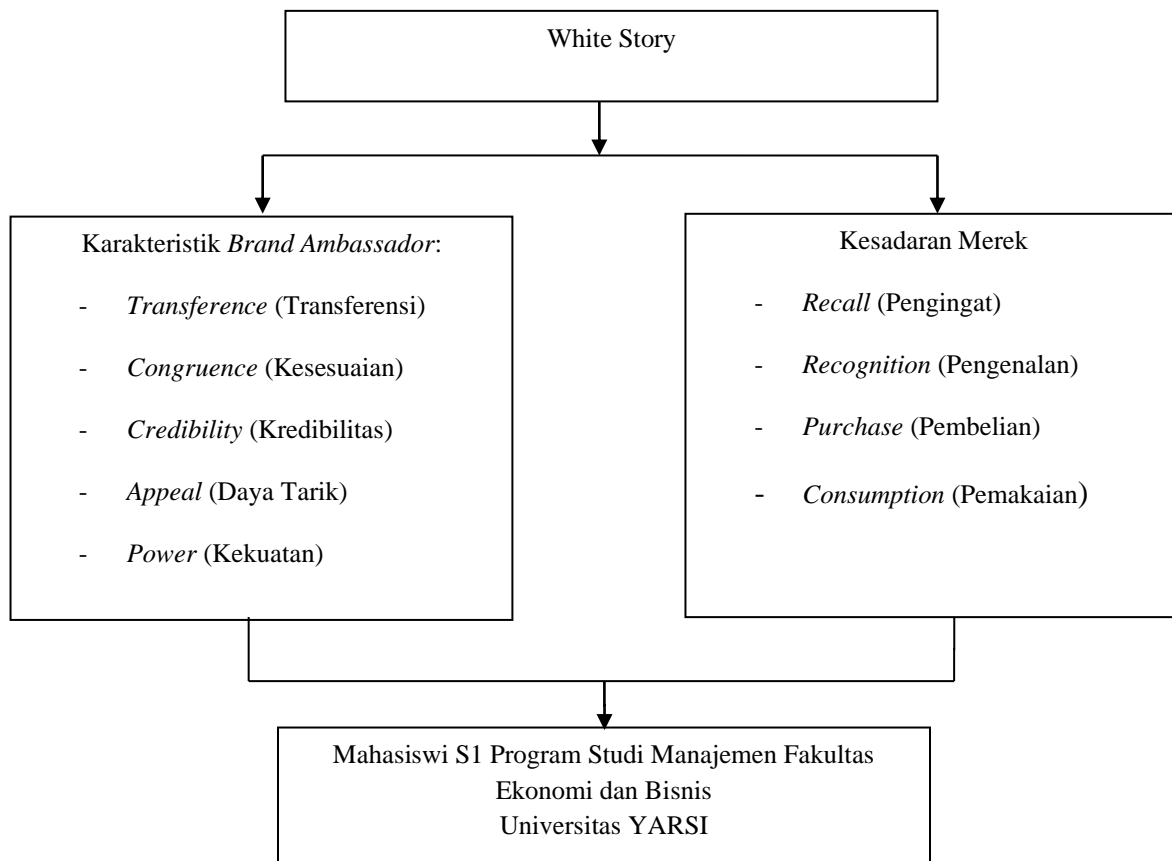 White Story
Karakteristik Brand Ambassador:
- Transference (Transferensi)
- Congruence (Kesesuaian)
- Credibility (Kredibilitas)
- Appeal (Daya Tarik)
- Power (Kekuatan)
Kesadaran Merek
- Recall (Pengingat)
- Recognition (Pengenalan)
- Purchase (Pembelian)
- Consumption (Pemakaian)
Mahasiswi S1 Program Studi Manajemen Fakultas
Ekonomi dan Bisnis
Universitas YARSI